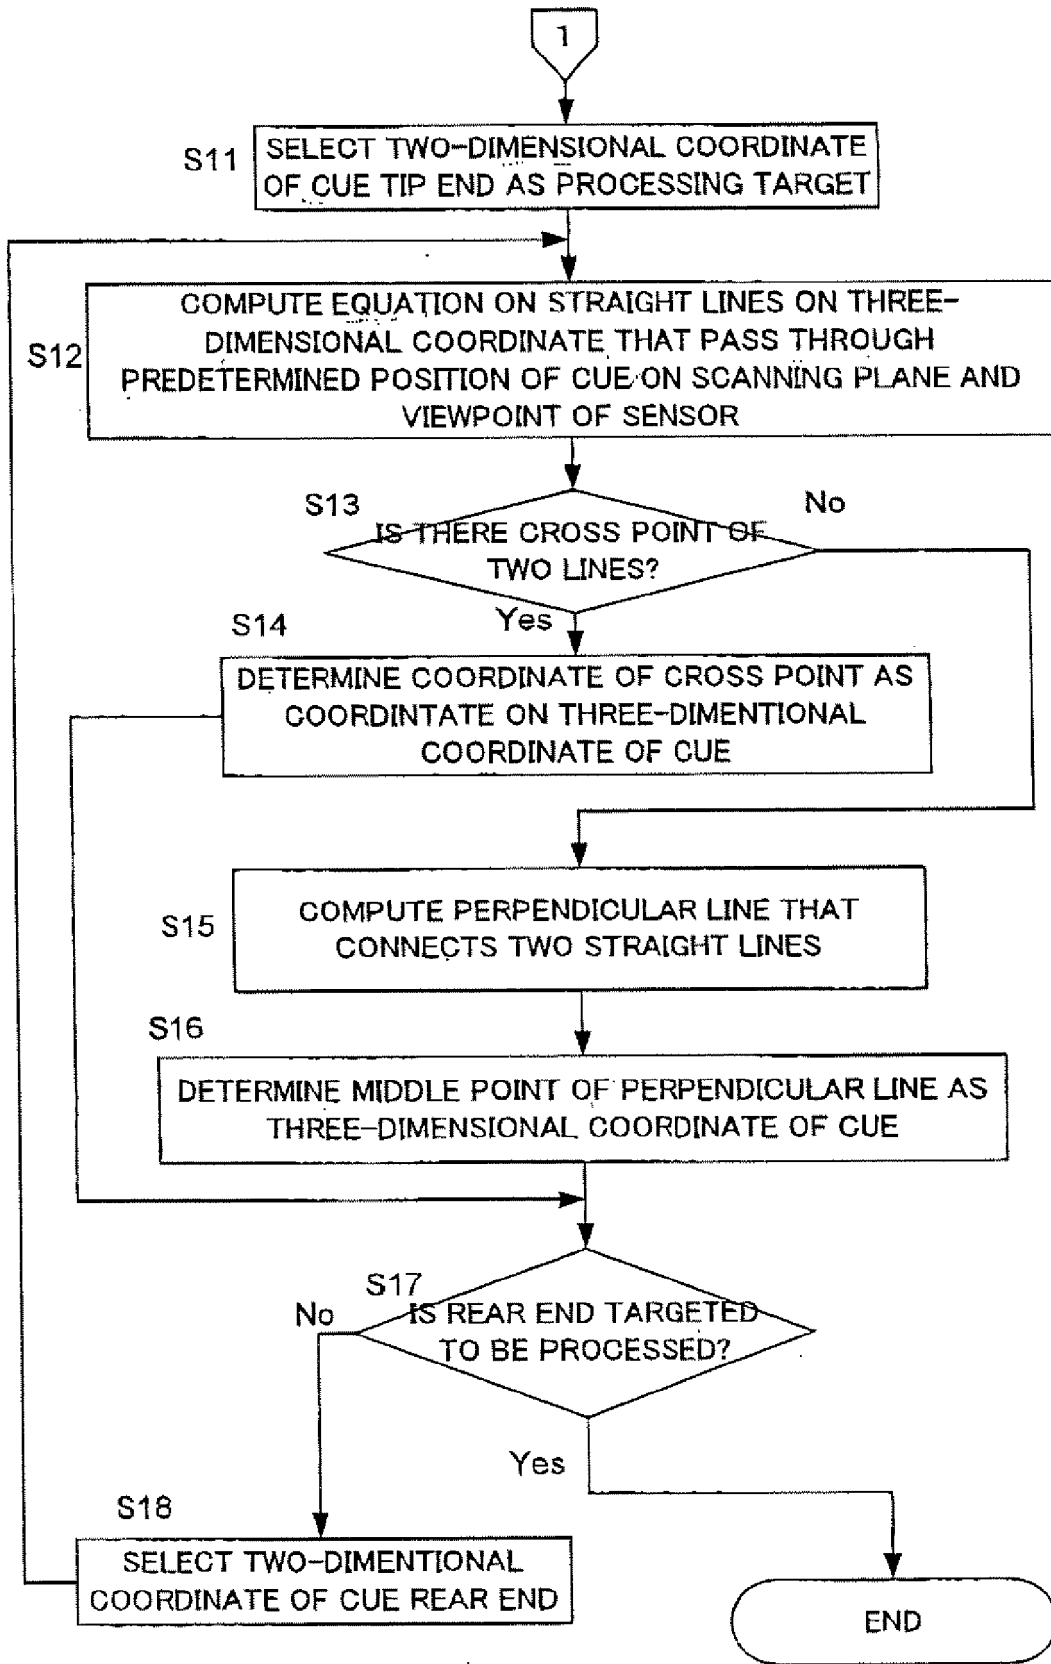 1
S11
SELECT TWO-DIMENSIONAL COORDINATE
OF CUE TIP END AS PROCESSING TARGET
S12
COMPUTE EQUATION ON STRAIGHT LINES ON THREE-
DIMENSIONAL COORDINATE THAT PASS THROUGH
PREDETERMINED POSITION OF CUE ON SCANNING PLANE AND
VIEWPOINT OF SENSOR
S13
No
IS THERE CROSS POINT OF
TWO LINES?
Yes
S14
DETERMINE COORDINATE OF CROSS POINT AS
COORDINTATE ON THREE-DIMENTIONAL
COORDINATE OF CUE
S15
COMPUTE PERPENDICULAR LINE THAT
CONNECTS TWO STRAIGHT LINES
S16
DETERMINE MIDDLE POINT OF PERPENDICULAR LINE AS
THREE-DIMENSIONAL COORDINATE OF CUE
S17
No
IS REAR END TARGETED
TO BE PROCESSED?
Yes
S18
SELECT TWO-DIMENTIONAL
COORDINATE OF CUE REAR END
END